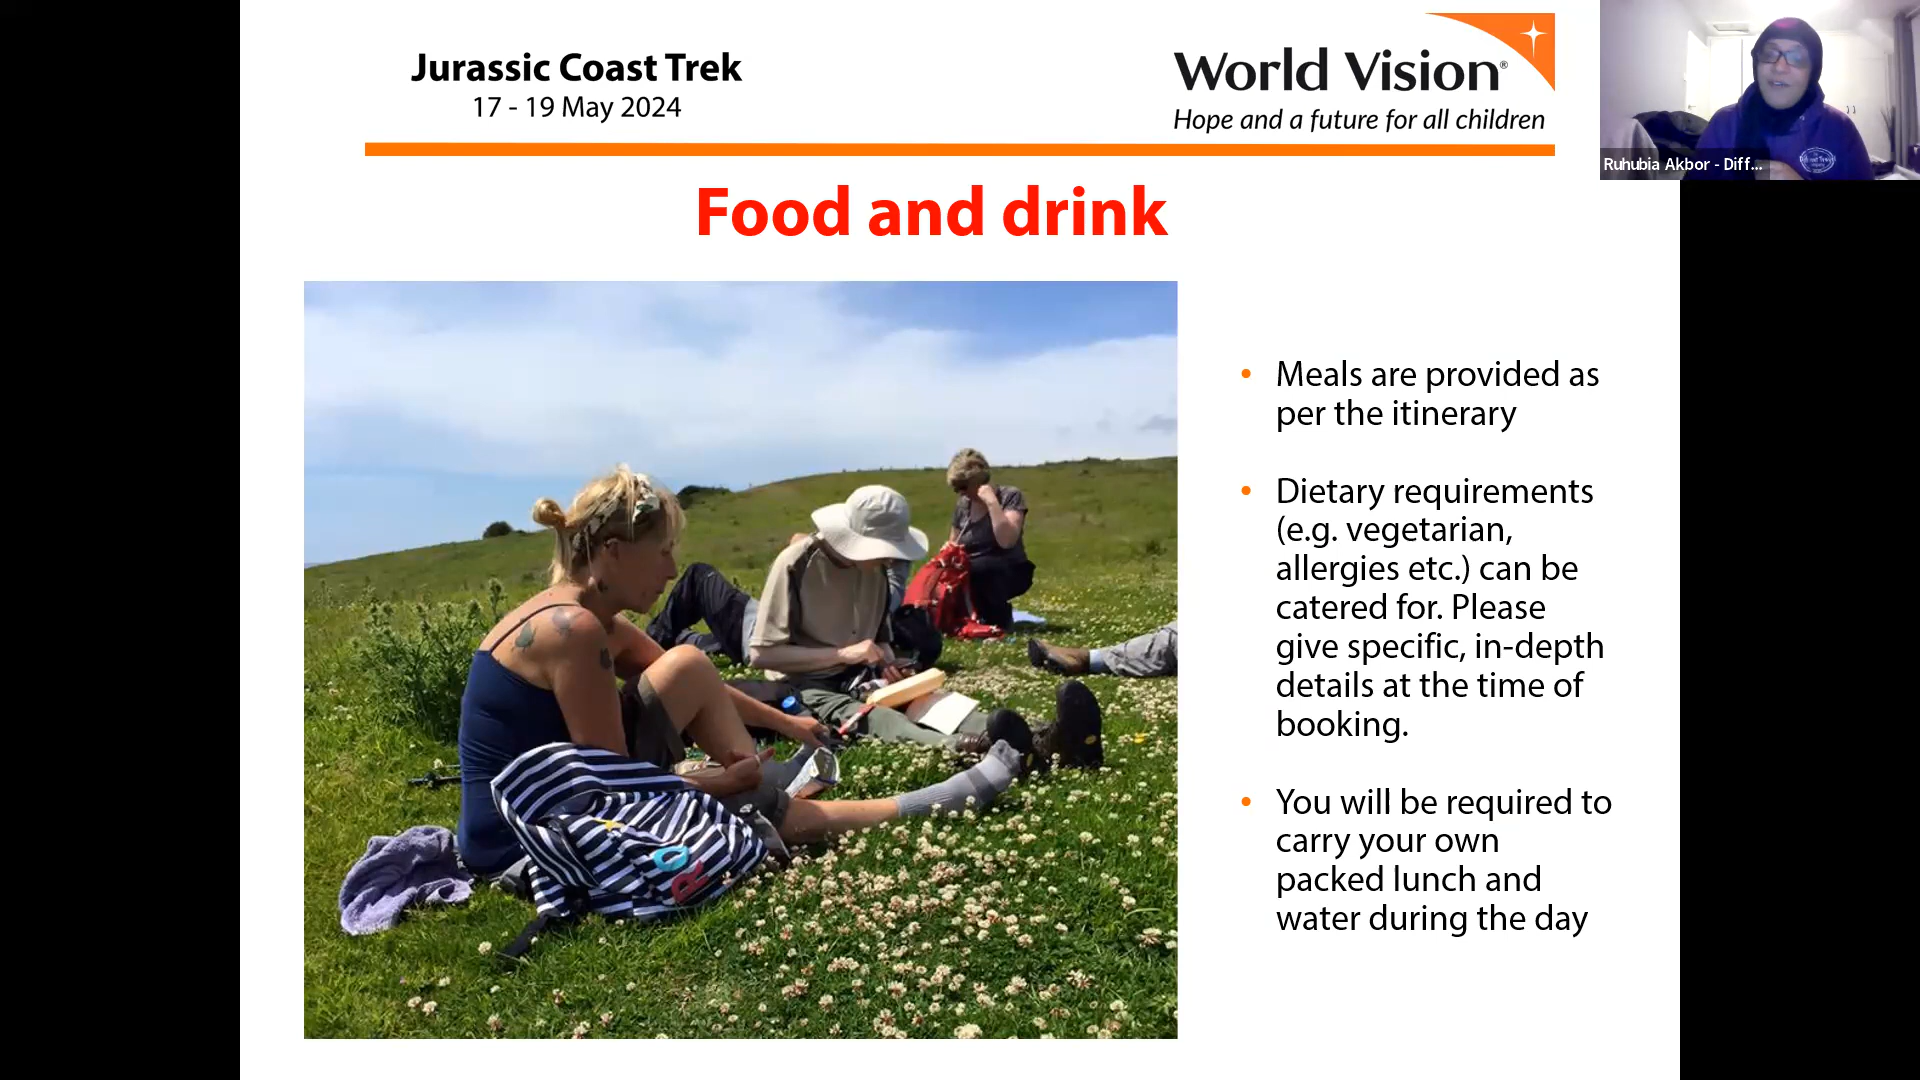 Jurassic Coast Trek
17 - 19 May 2024
World Vision®
Hope and a future for all children
Ruhubia Akbor - Diff...
Food and drink
• Meals are provided as
per the itinerary
• Dietary requirements
(e.g. vegetarian,
allergies etc.) can be
catered for. Please
give specific, in-depth
details at the time of
booking.
• You will be required to
carry your own
packed lunch and
water during the day